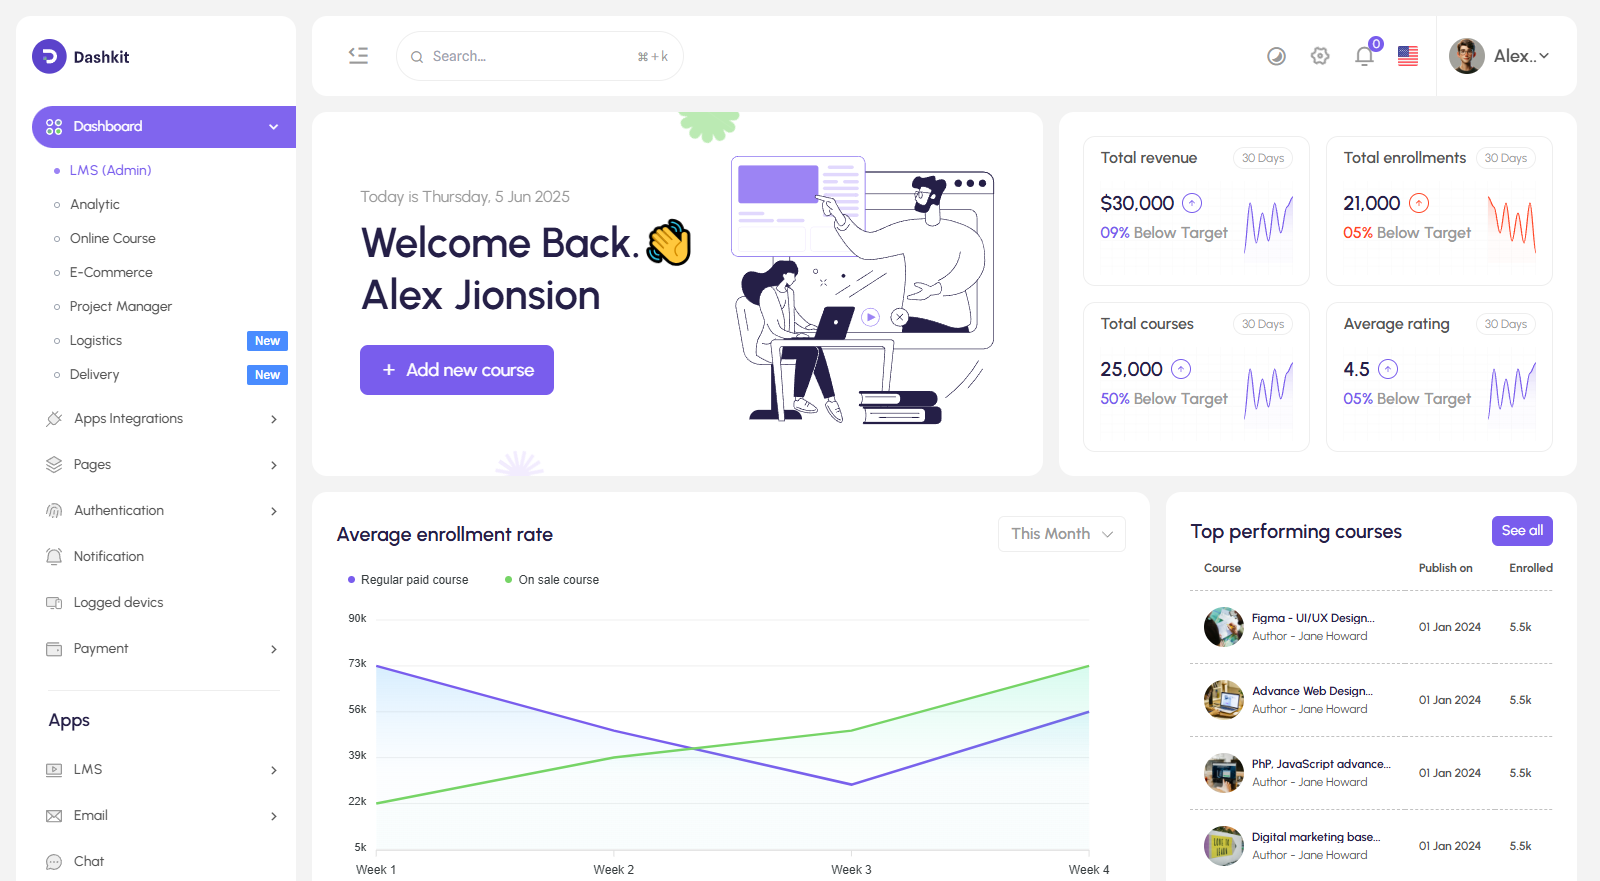 Dashkit
Dashboard
LMS (Admin)
Analytic
Online Course
E-Commerce
Project Manager
Logistics
New
Delivery
New
Apps Integrations
Pages
Authentication
Notification
Logged devics
Payment
Apps
LMS
Email
Chat
Search...
⌘+k
0
Alex..
Today is Thursday, 5 Jun 2025
Welcome Back.👋
Alex Jionsion
+ Add new course
Total revenue
30 Days
$30,000
09% Below Target
Total enrollments
30 Days
21,000
05% Below Target
Total courses
30 Days
25,000
50% Below Target
Average rating
30 Days
4.5
05% Below Target
Average enrollment rate
This Month
Regular paid course
On sale course
90k
73k
56k
39k
22k
5k
Week 1
Week 2
Week 3
Week 4
Top performing courses
See all
Course
Publish on
Enrolled
Figma - UI/UX Design...
Author - Jane Howard
01 Jan 2024
5.5k
Advance Web Design...
Author - Jane Howard
01 Jan 2024
5.5k
PhP, JavaScript advance...
Author - Jane Howard
01 Jan 2024
5.5k
Digital marketing base...
Author - Jane Howard
01 Jan 2024
5.5k